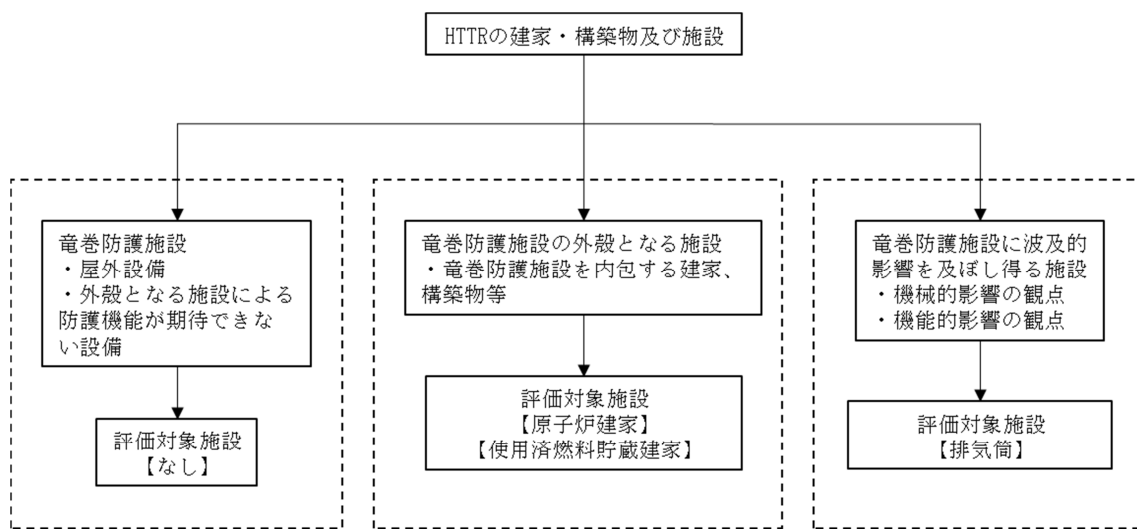 HTTRの建家・構築物及び施設
竜巻防護施設
・屋外設備
・外殻となる施設による
防護機能が期待できな
い設備
評価対象施設
【なし】
竜巻防護施設の外殻となる施設
・竜巻防護施設を内包する建家、
構築物等
評価対象施設
【原子炉建家】
【使用済燃料貯蔵建家】
竜巻防護施設に波及的
影響を及ぼし得る施設
・機械的影響の観点
・機能的影響の観点
評価対象施設
【排気筒】